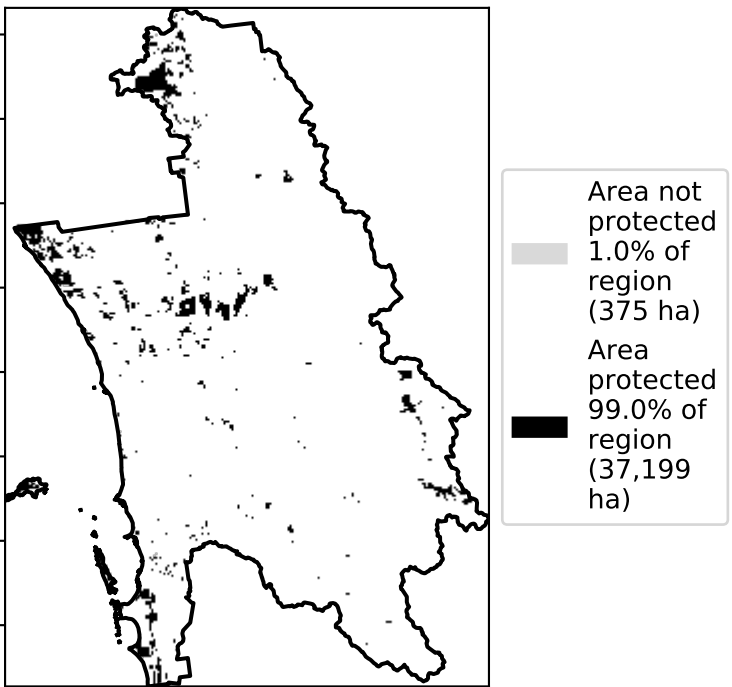 Area not
protected
1.0% of
region
(375 ha)
Area
protected
99.0% of
region
(37,199
ha)